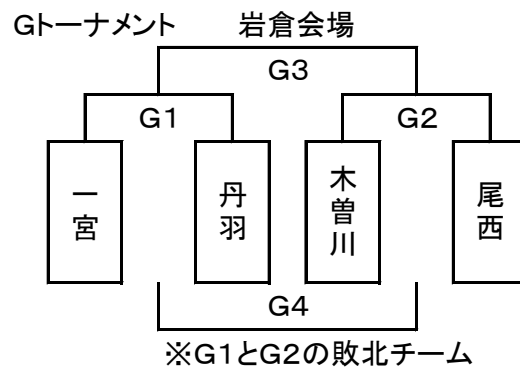 Gトーナメント　岩倉会場
G3
G1　G2
一宮
丹羽
木曽川
尾西
G4
※G1とG2の敗北チーム